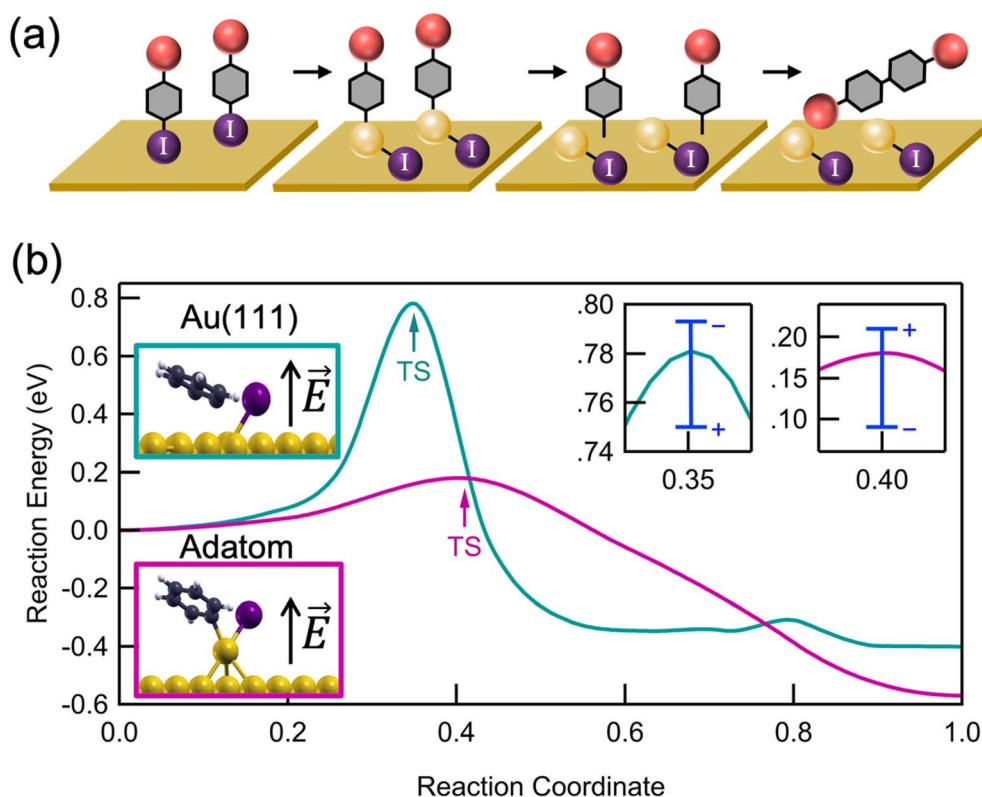 (a)
I I I I I I I I
(b)
Reaction Energy (eV)
0.8
0.6
0.4
0.2
0.0
-0.2
-0.4
-0.6
Au(111)
E
TS
Adatom
E
TS
.80
.78
.76
.74
−
+
0.35
.20
.15
.10
+
−
0.40
0.0 0.2 0.4 0.6 0.8 1.0
Reaction Coordinate